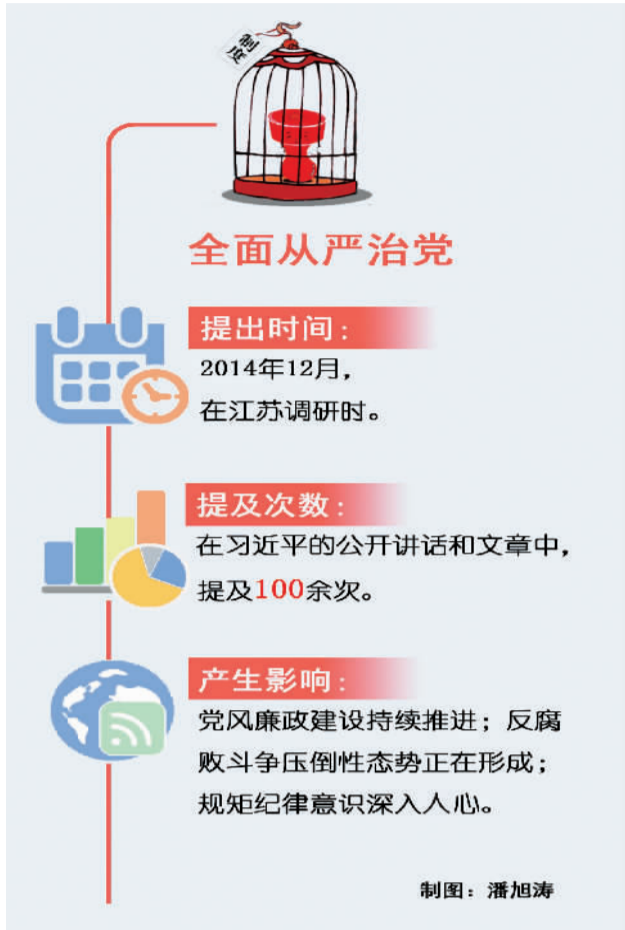 制度
全面从严治党
提出时间：
2014年12月，
在江苏调研时。
提及次数：
在习近平的公开讲话和文章中，
提及100余次。
产生影响：
党风廉政建设持续推进；反腐
败斗争压倒性态势正在形成；
规矩纪律意识深入人心。
制图：潘旭涛